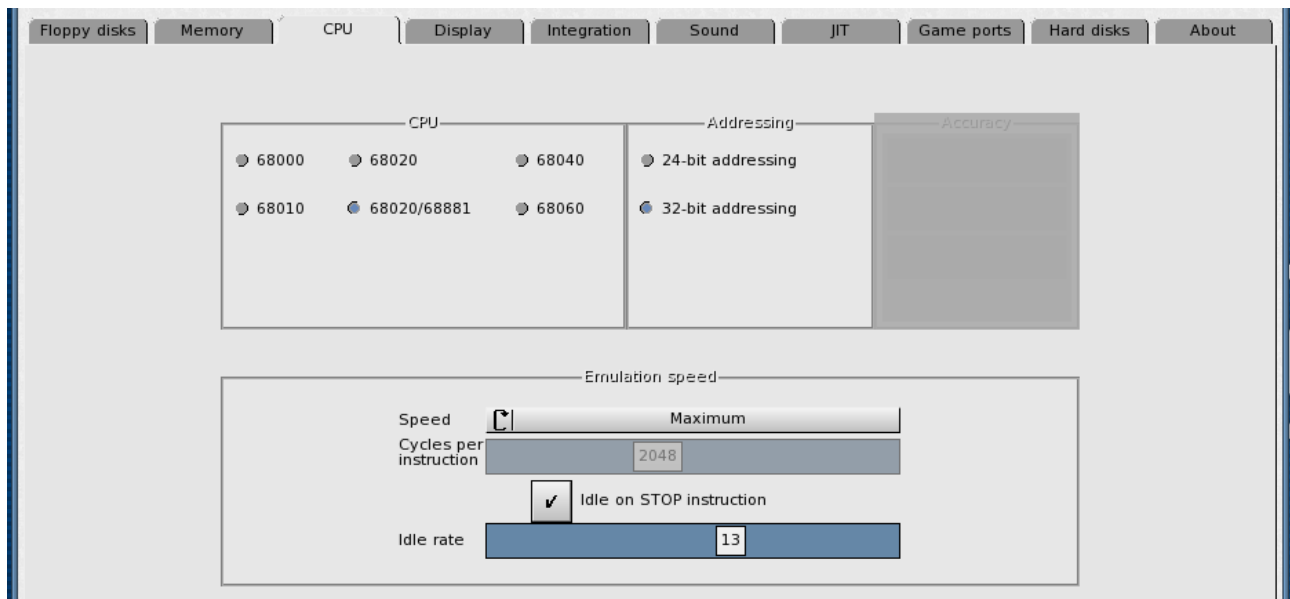 Floppy disks Memory CPU Display Integration Sound JIT Game ports Hard disks About
CPU Addressing Accuracy
68000 68020 68040 24-bit addressing
68010 68020/68881 68060 32-bit addressing
Emulation speed
Speed Maximum
Cycles per
instruction 2048
✓ Idle on STOP instruction
Idle rate 13